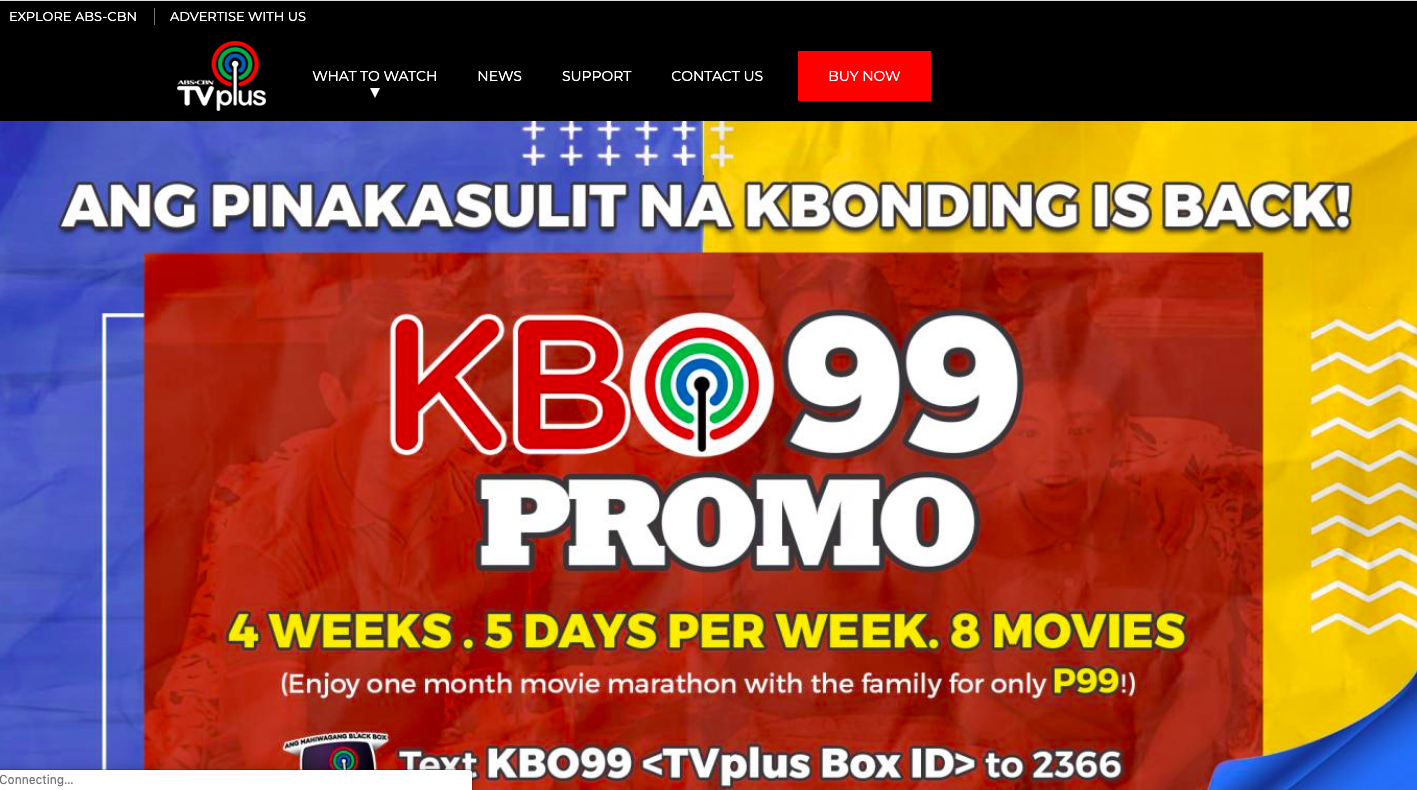 EXPLORE ABS-CBN
ADVERTISE WITH US
ABS-CBN
TVplus
WHAT TO WATCH
NEWS
SUPPORT
CONTACT US
BUY NOW
ANG PINAKASULIT NA KBONDING IS BACK!
KBO 99
PROMO
4 WEEKS . 5 DAYS PER WEEK. 8 MOVIES
(Enjoy one month movie marathon with the family for only P99!)
ANG MAHIWAGANG BLACK BOX
Text KBO99 <TVplus Box ID> to 2366
Connecting...